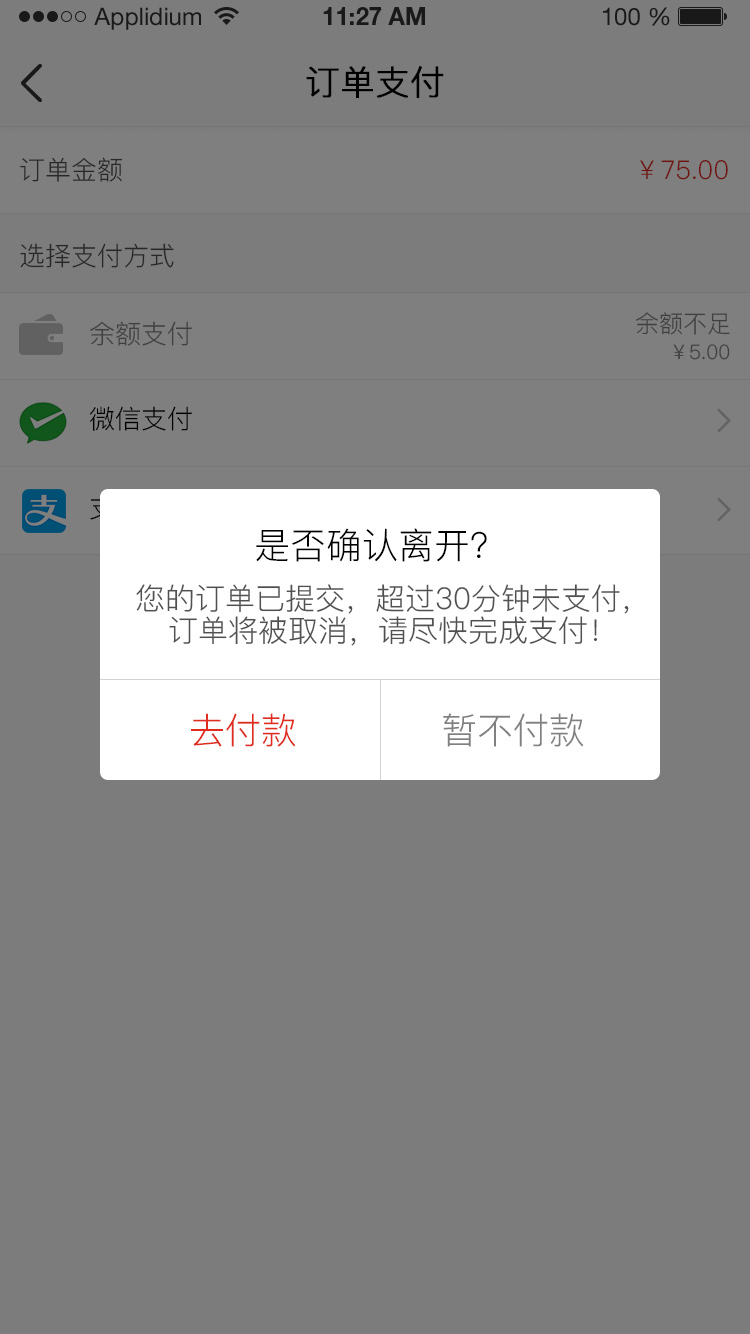 Applidium 11:27 AM 100 %
订单支付
订单金额 ¥ 75.00
选择支付方式
余额支付 余额不足
¥ 5.00
微信支付
支
是否确认离开?
您的订单已提交，超过30分钟未支付，
订单将被取消，请尽快完成支付！
去付款 暂不付款